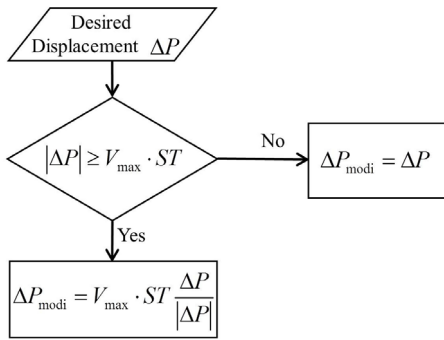 Desired
Displacement ΔP
|ΔP| ≥ V_max · ST
No
ΔP_modi = ΔP
Yes
ΔP_modi = V_max · ST ΔP/|ΔP|